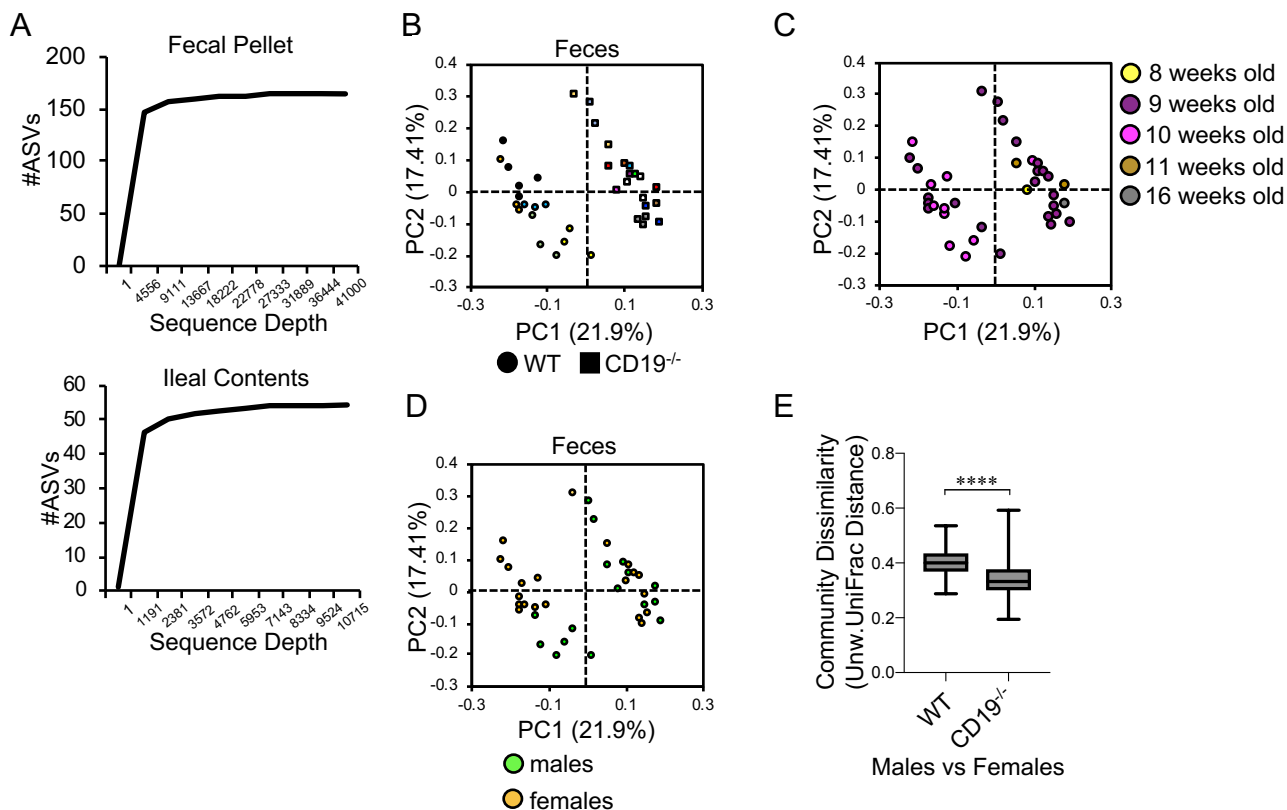 A
Fecal Pellet
200
150
100
50
0
#ASVs
1 4556 9111 13667 18222 22778 27333 31889 36444 41000
Sequence Depth
Ileal Contents
60
50
40
30
20
10
0
#ASVs
1 1191 2381 3572 4762 5953 7143 8334 9524 10715
Sequence Depth
B
Feces
0.4
0.3
0.2
0.1
0
-0.1
-0.2
-0.3
PC2 (17.41%)
-0.3 -0.1 0.1 0.3
PC1 (21.9%)
WT CD19-/-
C
0.4
0.3
0.2
0.1
0
-0.1
-0.2
-0.3
PC2 (17.41%)
-0.3 -0.1 0.1 0.3
PC1 (21.9%)
8 weeks old
9 weeks old
10 weeks old
11 weeks old
16 weeks old
D
Feces
0.4
0.3
0.2
0.1
0
-0.1
-0.2
-0.3
PC2 (17.41%)
-0.3 -0.1 0.1 0.3
PC1 (21.9%)
males
females
E
0.8
0.6
0.4
0.2
0.0
Community Dissimilarity
(Unw.UniFrac Distance)
****
WT CD19-/-
Males vs Females